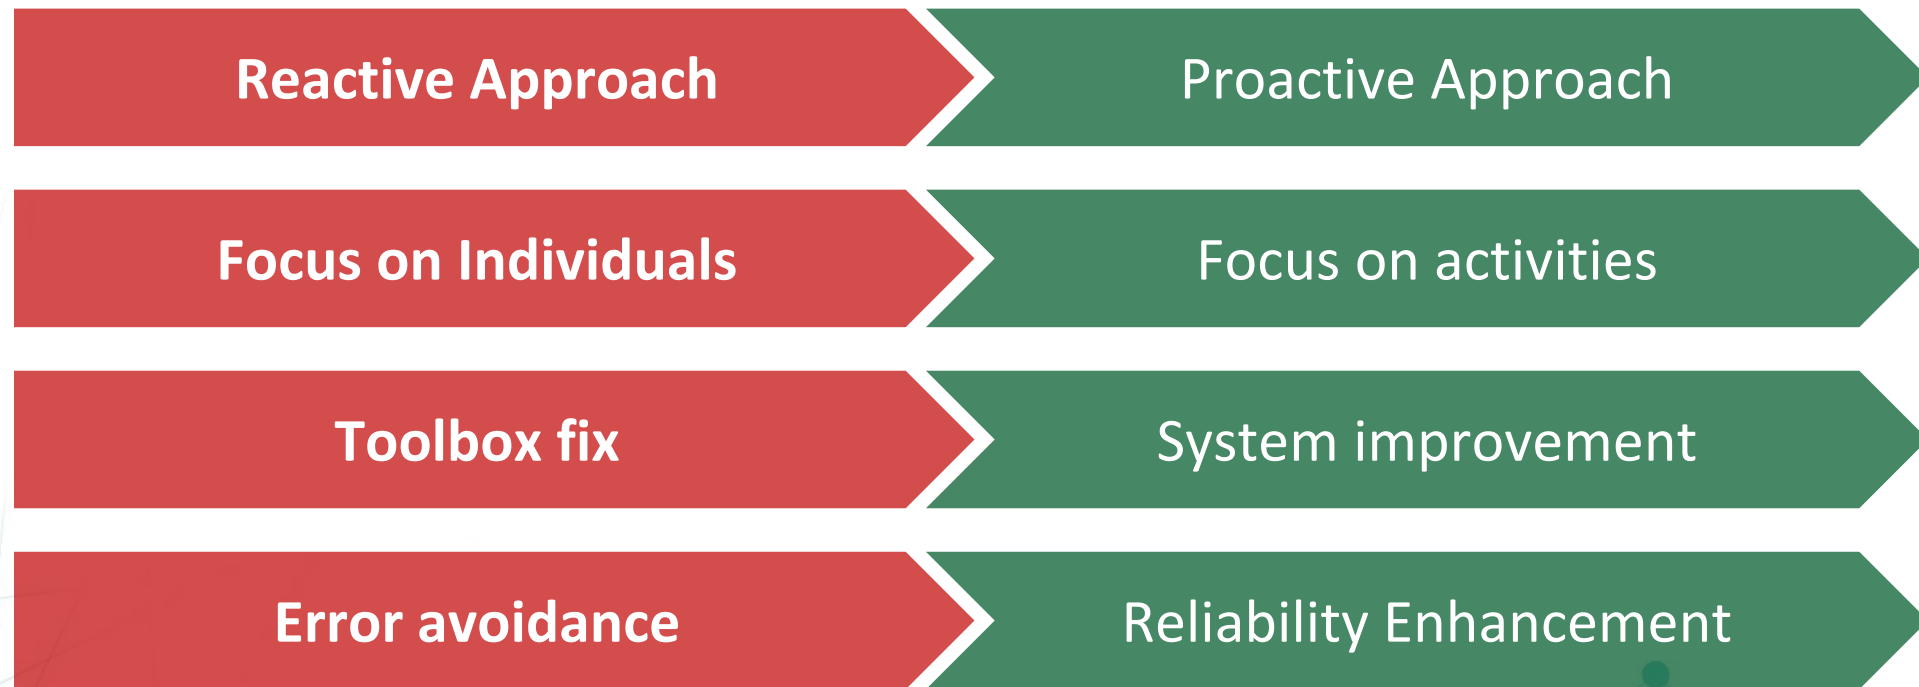 Reactive Approach
Proactive Approach
Focus on Individuals
Focus on activities
Toolbox fix
System improvement
Error avoidance
Reliability Enhancement